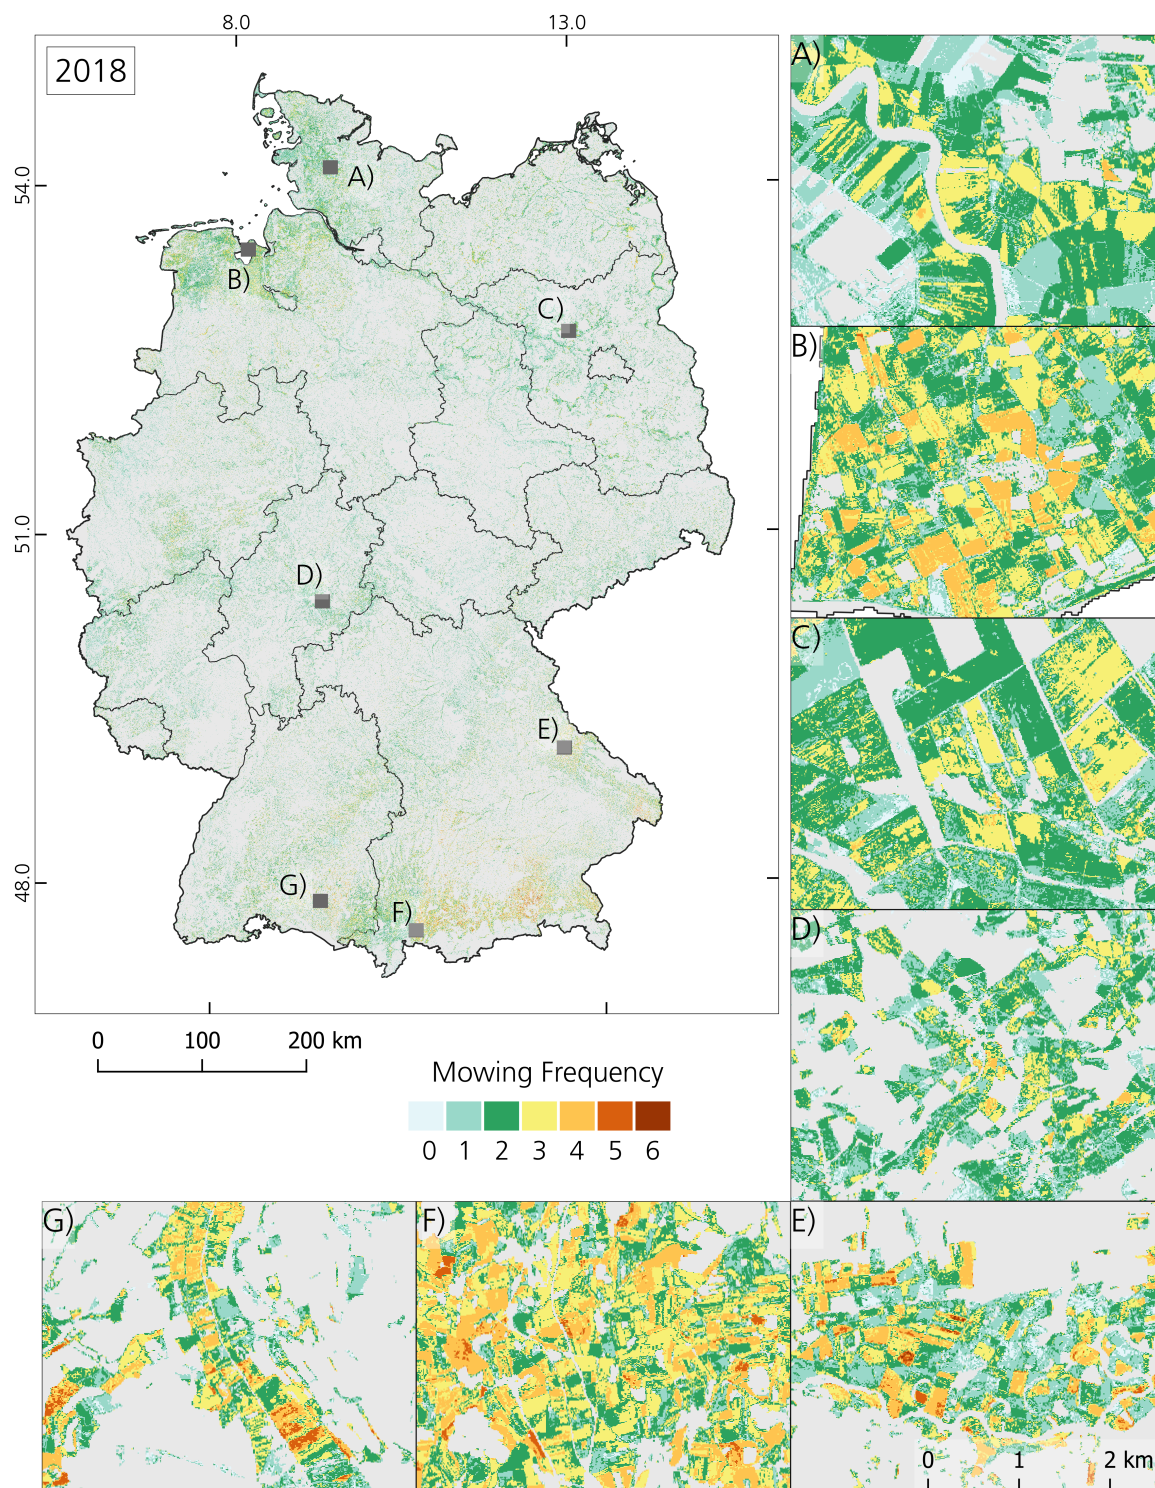 8.0 13.0
2018
54.0
51.0
48.0
A)
B)
C)
D)
E)
G)
F)
A)
B)
C)
D)
0 100 200 km
Mowing Frequency
0 1 2 3 4 5 6
G) F) E)
0 1 2 km